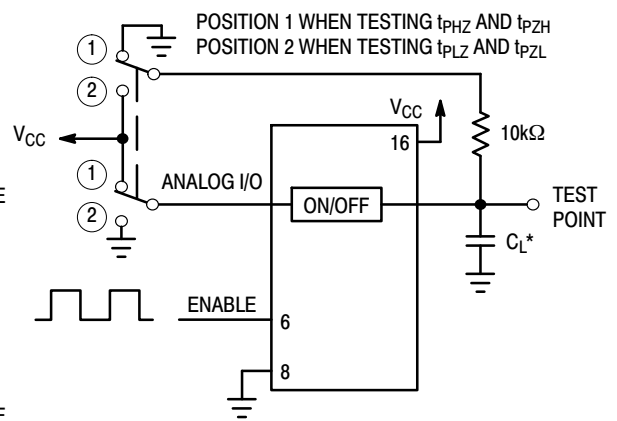 POSITION 1 WHEN TESTING tPHZ AND tPZH
POSITION 2 WHEN TESTING tPLZ AND tPZL
1
2
VCC
VCC
16
10kΩ
1
2
ANALOG I/O
ON/OFF
TEST
POINT
CL*
E
ENABLE
6
8
F